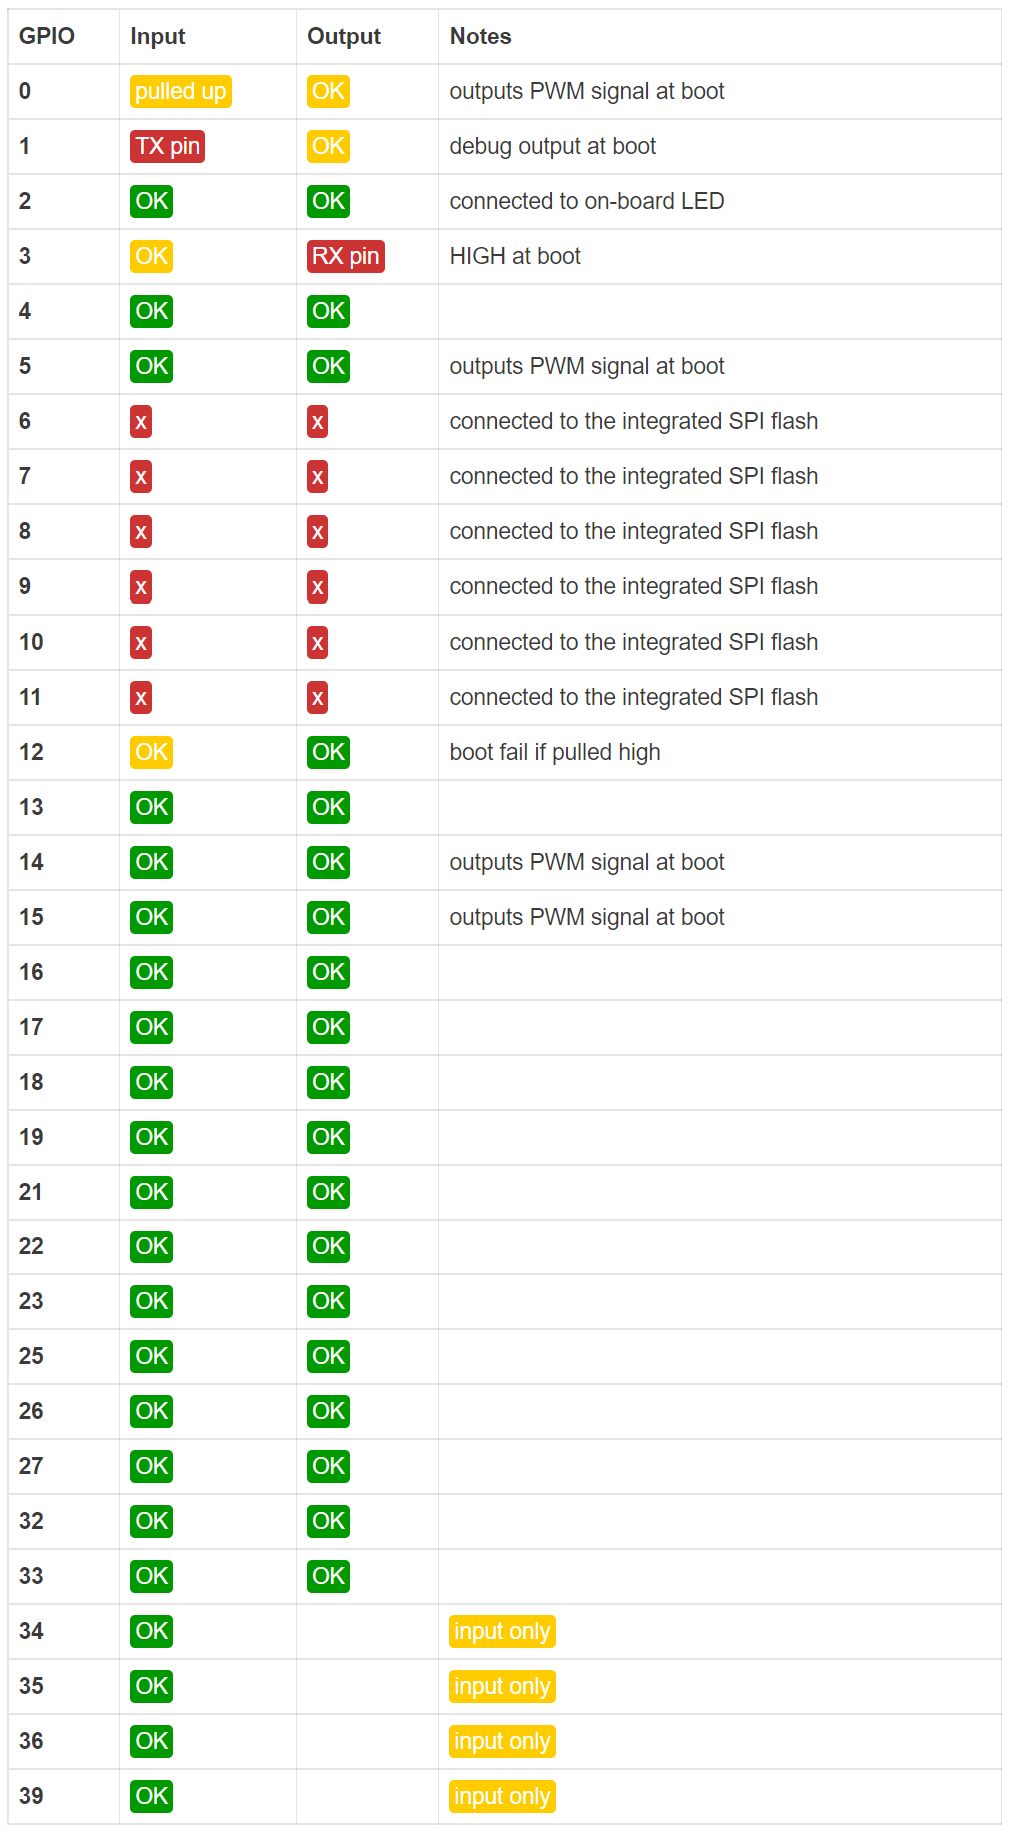 GPIO Input Output Notes
0 pulled up OK outputs PWM signal at boot
1 TX pin OK debug output at boot
2 OK OK connected to on-board LED
3 OK RX pin HIGH at boot
4 OK OK
5 OK OK outputs PWM signal at boot
6 x x connected to the integrated SPI flash
7 x x connected to the integrated SPI flash
8 x x connected to the integrated SPI flash
9 x x connected to the integrated SPI flash
10 x x connected to the integrated SPI flash
11 x x connected to the integrated SPI flash
12 OK OK boot fail if pulled high
13 OK OK
14 OK OK outputs PWM signal at boot
15 OK OK outputs PWM signal at boot
16 OK OK
17 OK OK
18 OK OK
19 OK OK
21 OK OK
22 OK OK
23 OK OK
25 OK OK
26 OK OK
27 OK OK
32 OK OK
33 OK OK
34 OK input only
35 OK input only
36 OK input only
39 OK input only